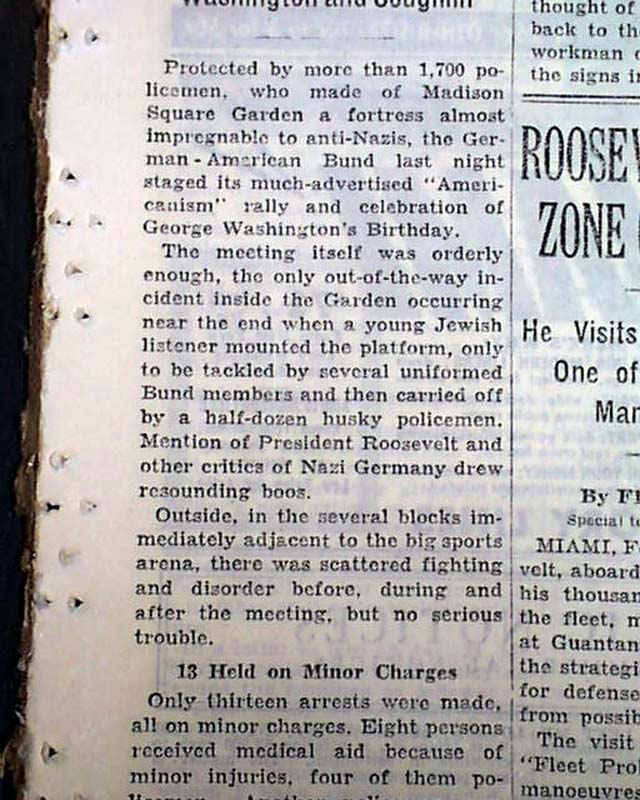 Washington and Coughlin
Protected by more than 1,700 po-
licemen, who made of Madison
Square Garden a fortress almost
impregnable to anti-Nazis, the Ger-
man-American Bund last night
staged its much-advertised "Ameri-
canism" rally and celebration of
George Washington's Birthday.
The meeting itself was orderly
enough, the only out-of-the-way in-
cident inside the Garden occurring
near the end when a young Jewish
listener mounted the platform, only
to be tackled by several uniformed
Bund members and then carried off
by a half-dozen husky policemen.
Mention of President Roosevelt and
other critics of Nazi Germany drew
resounding boos.
Outside, in the several blocks im-
mediately adjacent to the big sports
arena, there was scattered fighting
and disorder before, during and
after the meeting, but no serious
trouble.
13 Held on Minor Charges
Only thirteen arrests were made,
all on minor charges. Eight persons
received medical aid because of
minor injuries, four of them po-
thought of
back to the
workman
the signs
ROOSEV
ZONE
He Visits
One of
Mar
By
Special
MIAMI,
velt, aboard
his thousan
the fleet,
at Guantan
the strategi
for defense
from possib
The visit
"Fleet Pro
manoeuvres